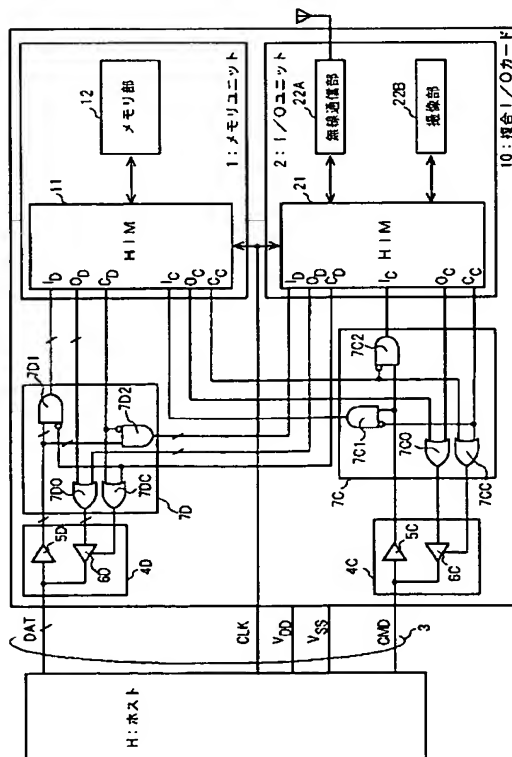 H：ホスト
DAT
CLK
VDD
VSS
CMD
3
4D
5D
6D
7D
7D1
7D0
7DC
7D2
4C
5C
6C
7C
7C1
7C2
7C0
7CC
11
HIM
ID
OD
CD
IC
OC
CC
12
メモリ部
1：メモリユニット
21
HIM
ID
OD
CD
IC
OC
CC
22A
無線通信部
22B
撮像部
2：I／Oユニット
10：複合I／Oカード